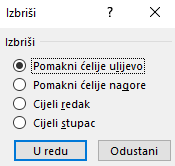 Izbriši
?
Izbriši
Pomakni ćelije ulijevo
Pomakni ćelije nagore
Cijeli redak
Cijeli stupac
U redu
Odustani